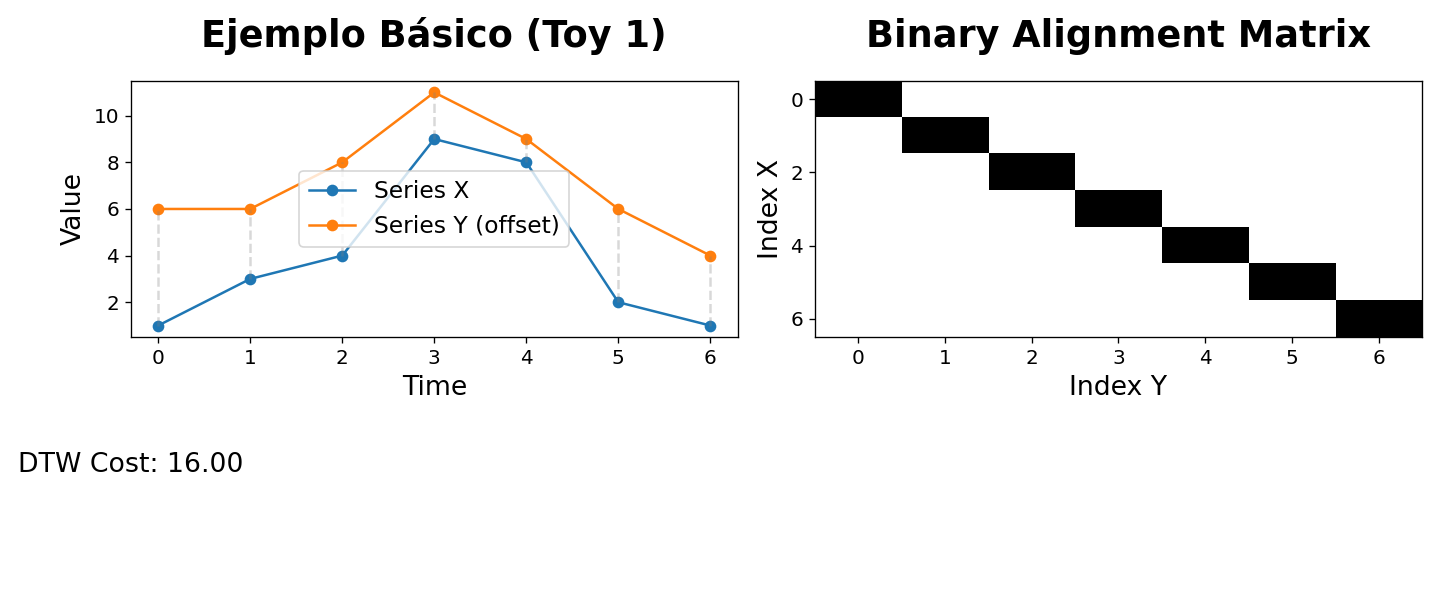 Ejemplo Básico (Toy 1)
Value
10
8
6
4
2
Series X
Series Y (offset)
0 1 2 3 4 5 6
Time
Binary Alignment Matrix
Index X
0
2
4
6
0 1 2 3 4 5 6
Index Y
DTW Cost: 16.00